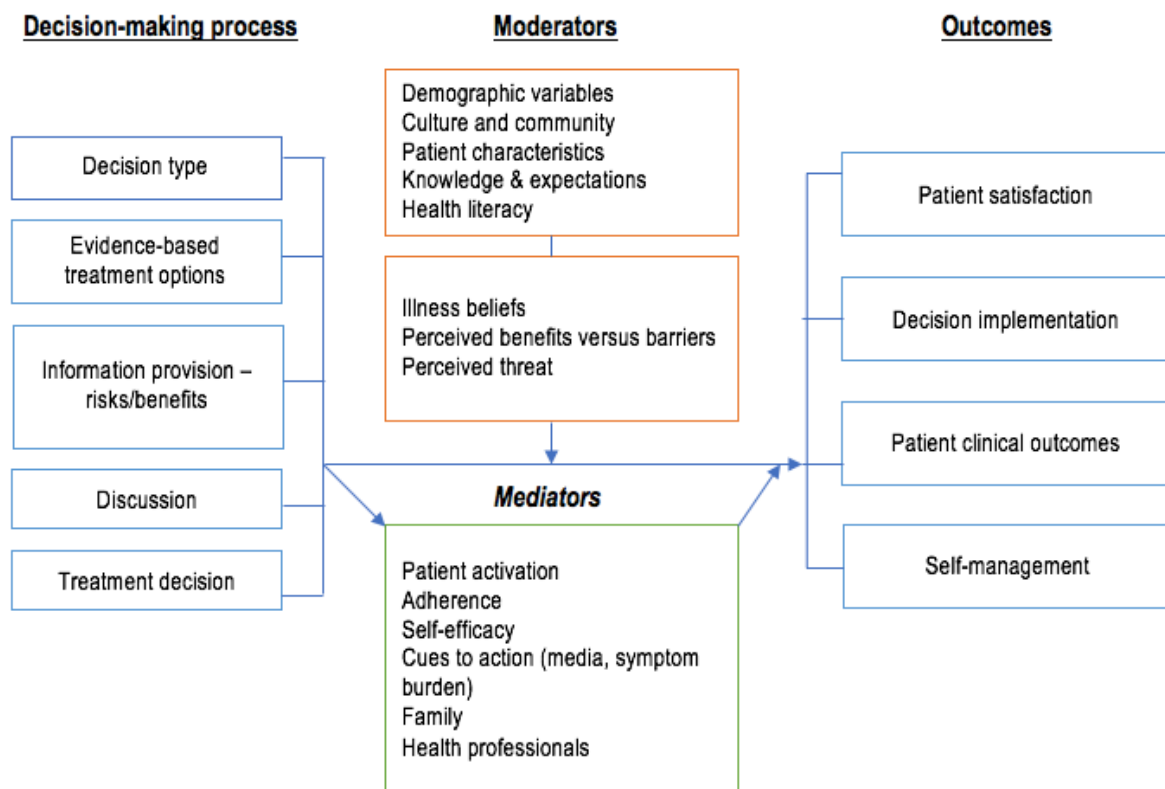 Decision-making process
Moderators
Outcomes
Decision type
Evidence-based
treatment options
Information provision –
risks/benefits
Discussion
Treatment decision
Demographic variables
Culture and community
Patient characteristics
Knowledge & expectations
Health literacy
Illness beliefs
Perceived benefits versus barriers
Perceived threat
Mediators
Patient activation
Adherence
Self-efficacy
Cues to action (media, symptom
burden)
Family
Health professionals
Patient satisfaction
Decision implementation
Patient clinical outcomes
Self-management